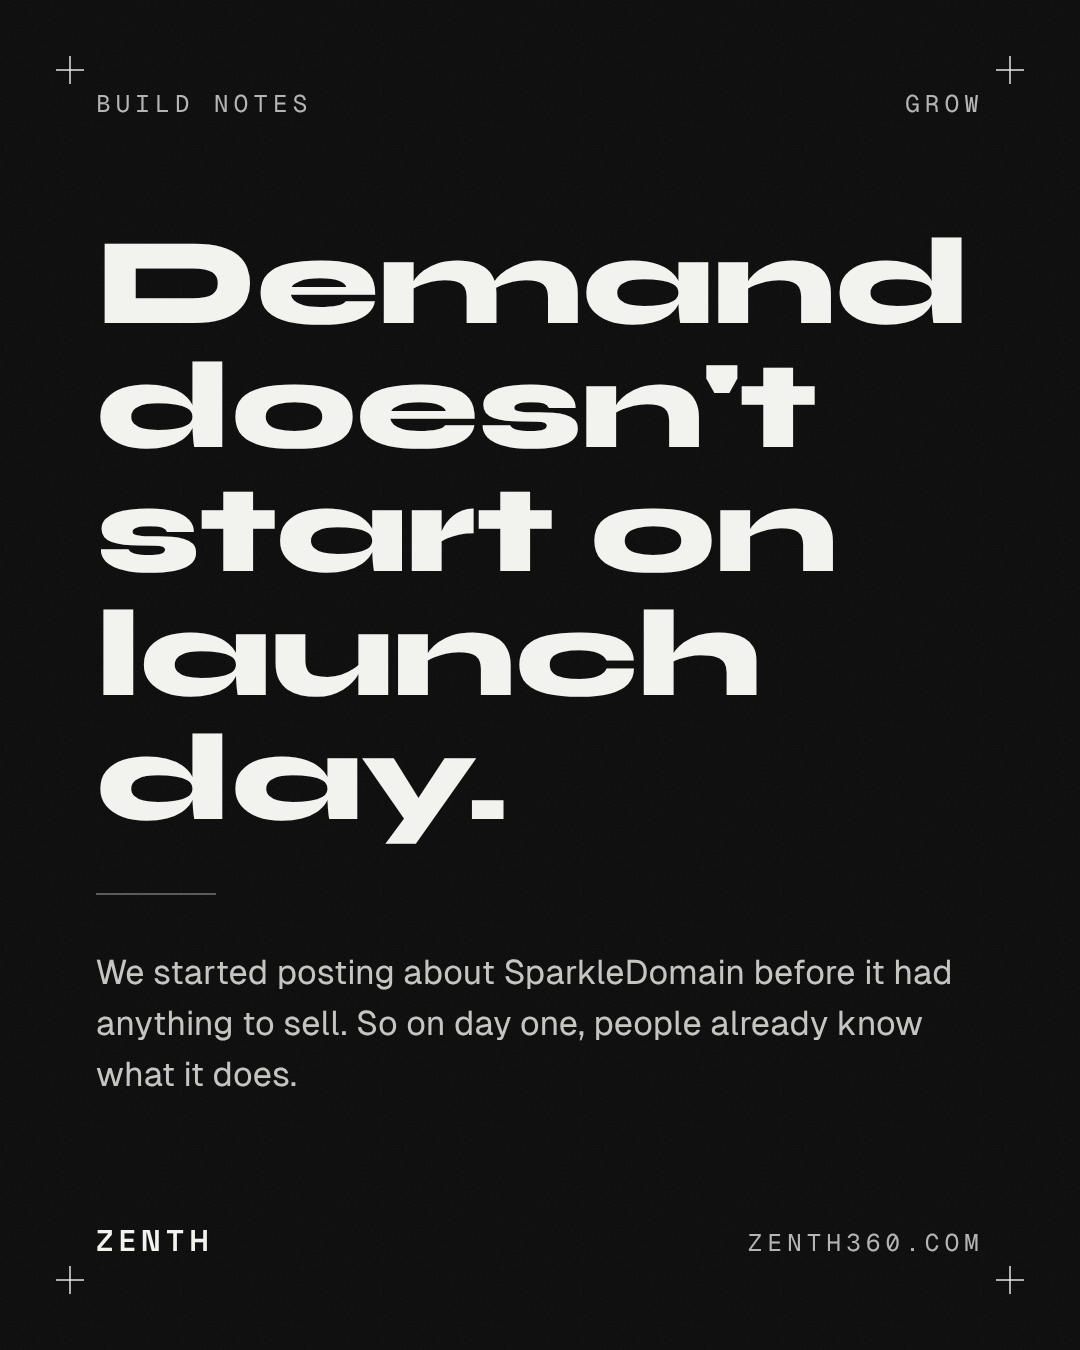 BUILD NOTES
GROW
Demand
doesn't
start on
launch
day.
We started posting about SparkleDomain before it had
anything to sell. So on day one, people already know
what it does.
ZENTH
ZENTH360.COM